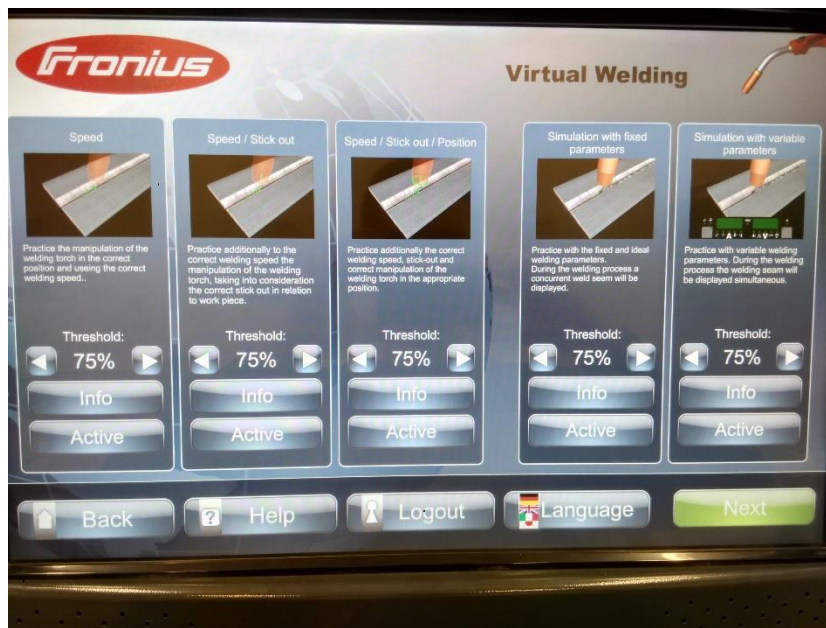 Fronius
Virtual Welding
Speed
Practice the manipulation of the
welding torch in the correct
position and useing the correct
welding speed..
Threshold:
75%
Info
Active
Speed / Stick out
Practice additionally to the
correct welding speed the
manipulation of the welding
torch, taking into consideration
the correct stick out in relation
to work piece.
Threshold:
75%
Info
Active
Speed / Stick out / Position
Practice additionally the correct
welding speed, stick-out and
correct manipulation of the
welding torch in the appropriate
position.
Threshold:
75%
Info
Active
Simulation with fixed
parameters
Practice with the fixed and ideal
welding parameters.
During the welding process a
concurrent weld seem will be
displayed.
Threshold:
75%
Info
Active
Simulation with variable
parameters
Practice with variable welding
parameters. During the welding
process the welding seam will
be displayed simultaneous.
Threshold:
75%
Info
Active
Back
? Help
Logout
Language
Next